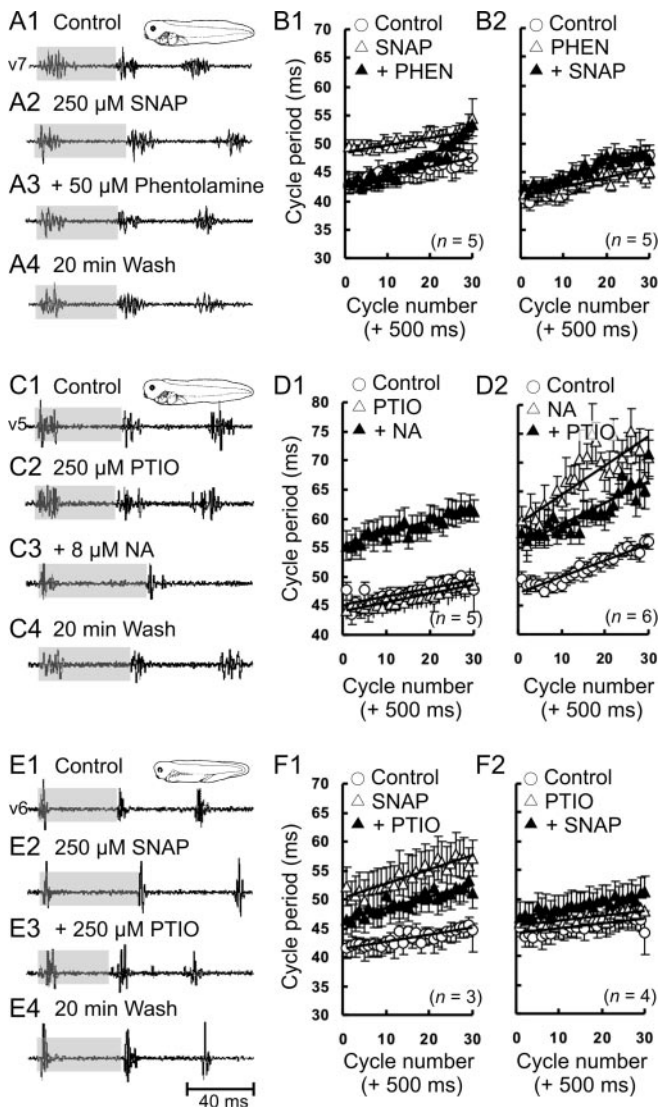 A1 Control
v7
A2 250 µM SNAP
A3 + 50 µM Phentolamine
A4 20 min Wash
B1
Control
SNAP
+ PHEN
Cycle period (ms)
70
65
60
55
50
45
40
35
30
0 10 20 30
(n = 5)
Cycle number
(+ 500 ms)
B2
Control
PHEN
+ SNAP
0 10 20 30
(n = 5)
Cycle number
(+ 500 ms)
C1 Control
v5
C2 250 µM PTIO
C3 + 8 µM NA
C4 20 min Wash
D1
Control
PTIO
+ NA
Cycle period (ms)
80
75
70
65
60
55
50
45
40
0 10 20 30
(n = 5)
Cycle number
(+ 500 ms)
D2
Control
NA
+ PTIO
0 10 20 30
(n = 6)
Cycle number
(+ 500 ms)
E1 Control
v6
E2 250 µM SNAP
E3 + 250 µM PTIO
E4 20 min Wash
40 ms
F1
Control
SNAP
+ PTIO
Cycle period (ms)
70
65
60
55
50
45
40
35
30
0 10 20 30
(n = 3)
Cycle number
(+ 500 ms)
F2
Control
PTIO
+ SNAP
0 10 20 30
(n = 4)
Cycle number
(+ 500 ms)